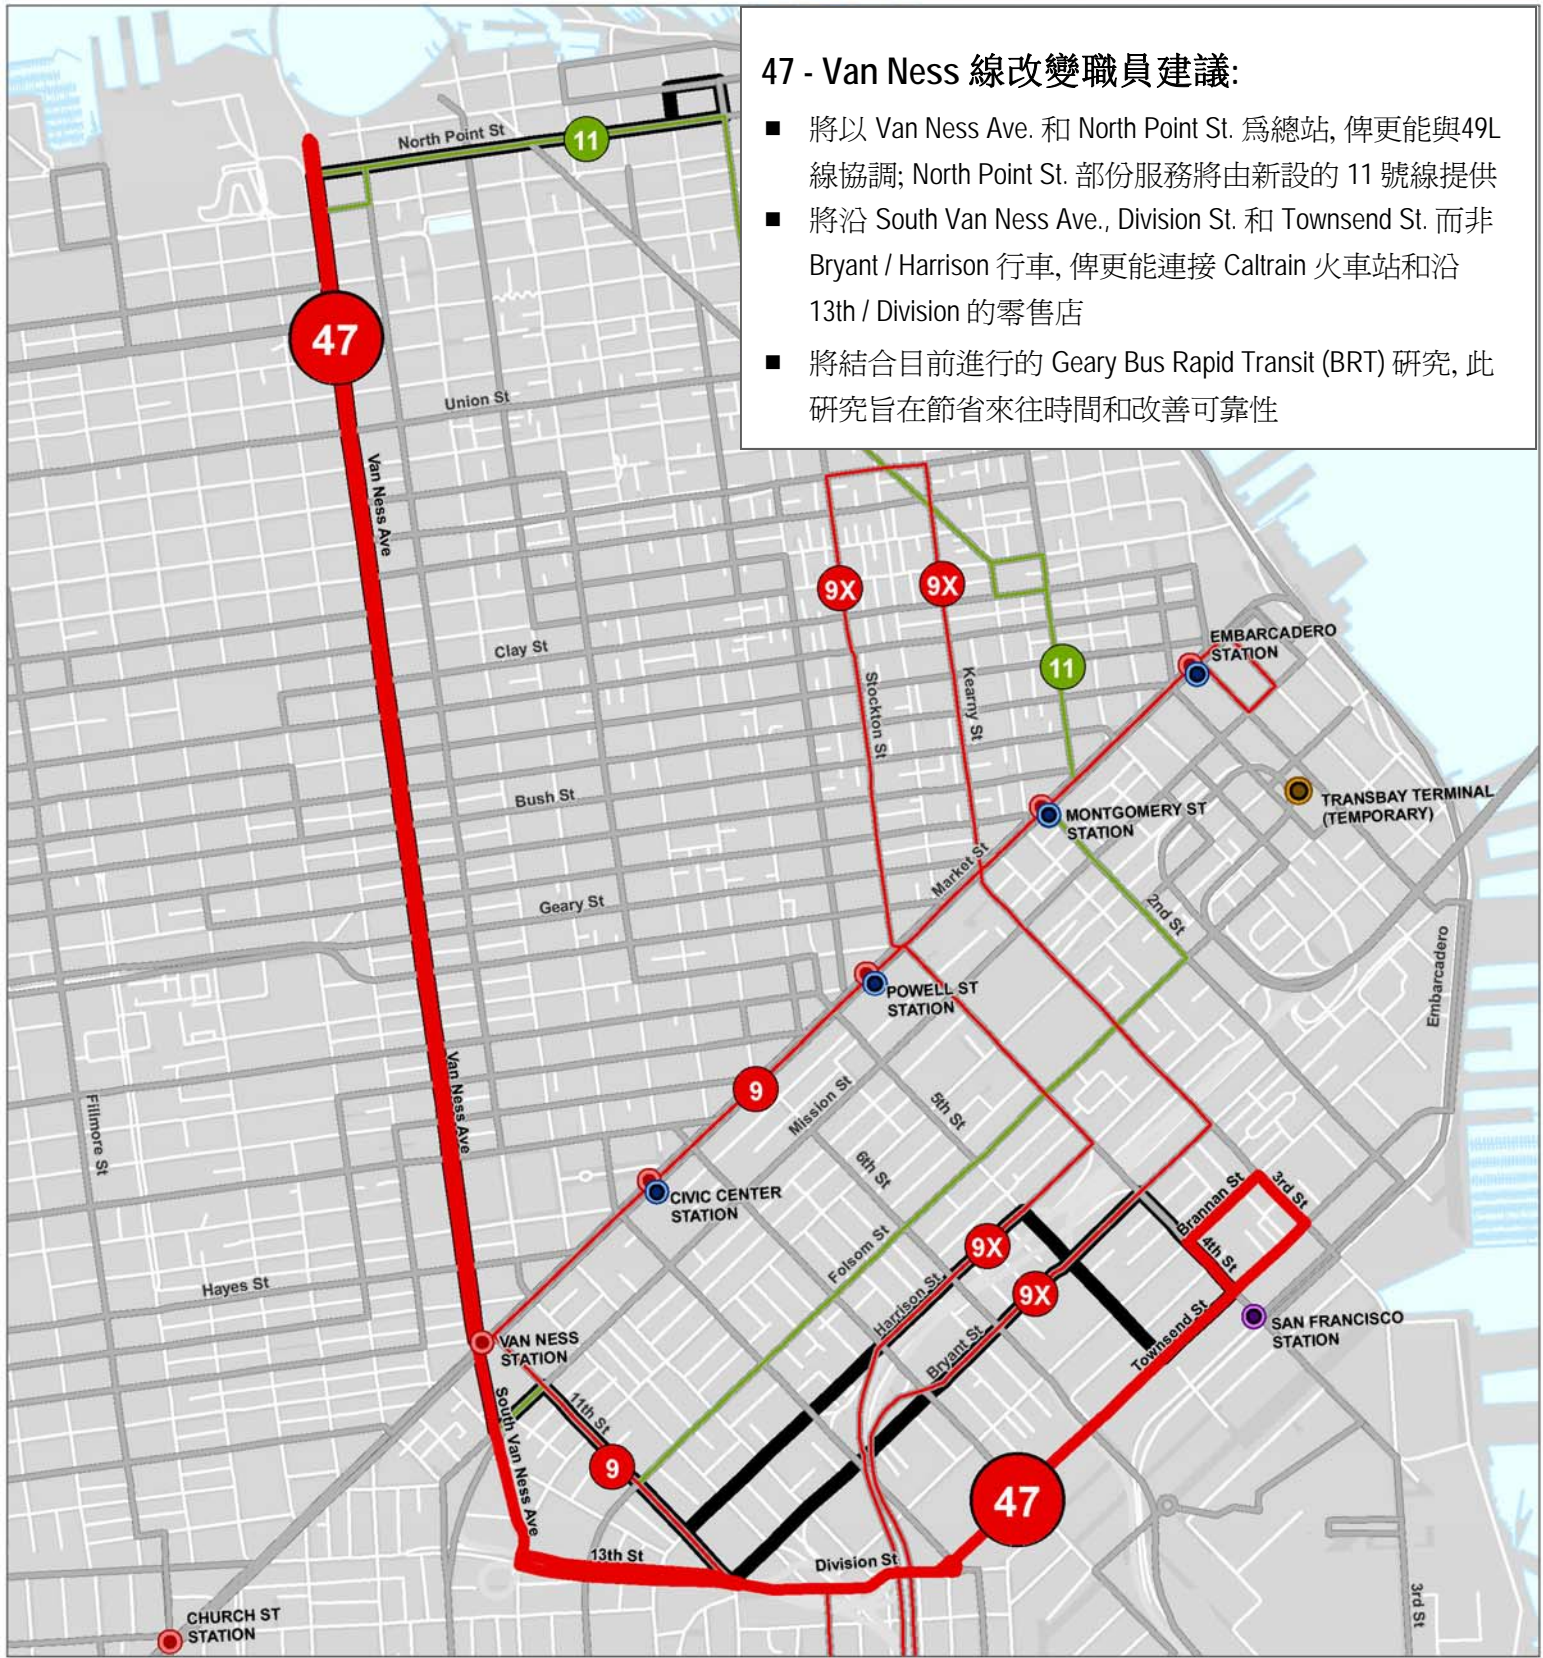 47 - Van Ness 線改變職員建議:
■ 將以 Van Ness Ave. 和 North Point St. 爲總站, 俾更能與49L
線協調; North Point St. 部份服務將由新設的 11 號線提供
■ 將沿 South Van Ness Ave., Division St. 和 Townsend St. 而非
Bryant / Harrison 行車, 俾更能連接 Caltrain 火車站和沿
13th / Division 的零售店
■ 將結合目前進行的 Geary Bus Rapid Transit (BRT) 研究, 此
研究旨在節省來往時間和改善可靠性
North Point St
11
47
Union St
Van Ness Ave
9X
9X
EMBARCADERO
STATION
Clay St
11
Stockton St
Kearny St
Bush St
TRANSBAY TERMINAL
(TEMPORARY)
MONTGOMERY ST
STATION
Market St
Geary St
2nd St
Embarcadero
POWELL ST
STATION
Van Ness Ave
9
Mission St
5th St
Fillmore St
6th St
CIVIC CENTER
STATION
Brannan St
3rd St
Folsom St
9X
4th St
Hayes St
Harrison St
9X
SAN FRANCISCO
STATION
VAN NESS
STATION
Bryant St
Townsend St
South Van Ness Ave
11th St
9
47
13th St
Division St
CHURCH ST
STATION
3rd St